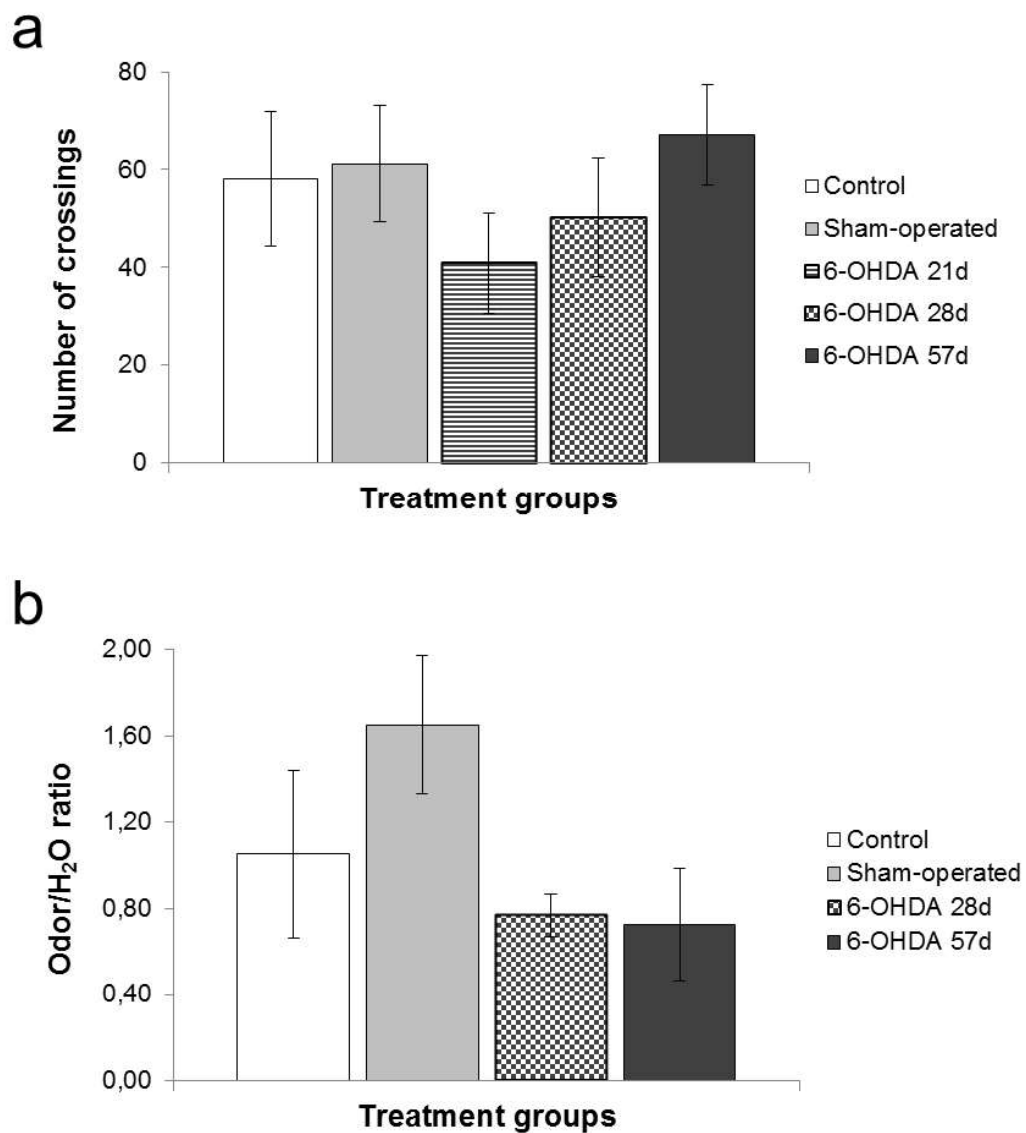 a
80
60
40
20
0
Number of crossings
Treatment groups
Control
Sham-operated
6-OHDA 21d
6-OHDA 28d
6-OHDA 57d
b
2,00
1,60
1,20
0,80
0,40
0,00
Odor/H₂O ratio
Treatment groups
Control
Sham-operated
6-OHDA 28d
6-OHDA 57d